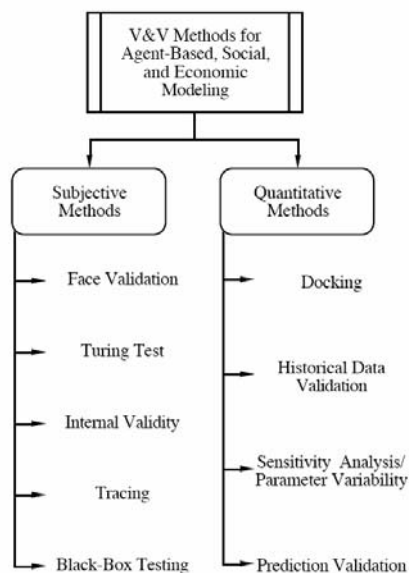 V&V Methods for
Agent-Based, Social,
and Economic
Modeling
Subjective
Methods
Quantitative
Methods
Face Validation
Turing Test
Internal Validity
Tracing
Black-Box Testing
Docking
Historical Data
Validation
Sensitivity Analysis/
Parameter Variability
Prediction Validation